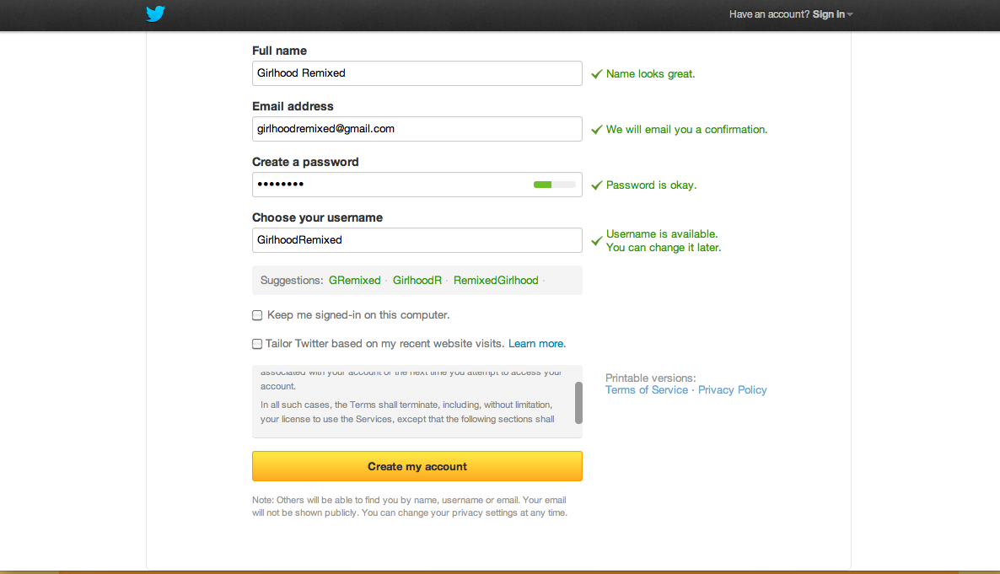 Have an account? Sign in
Full name
Girlhood Remixed
Name looks great.
Email address
girlhoodremixed@gmail.com
We will email you a confirmation.
Create a password
••••••••
Password is okay.
Choose your username
GirlhoodRemixed
Username is available.
You can change it later.
Suggestions: GRemixed · GirlhoodR · RemixedGirlhood ·
Keep me signed-in on this computer.
Tailor Twitter based on my recent website visits. Learn more.
associated with your account or the next time you attempt to access your
account.
In all such cases, the Terms shall terminate, including, without limitation,
your license to use the Services, except that the following sections shall
Printable versions:
Terms of Service · Privacy Policy
Create my account
Note: Others will be able to find you by name, username or email. Your email
will not be shown publicly. You can change your privacy settings at any time.